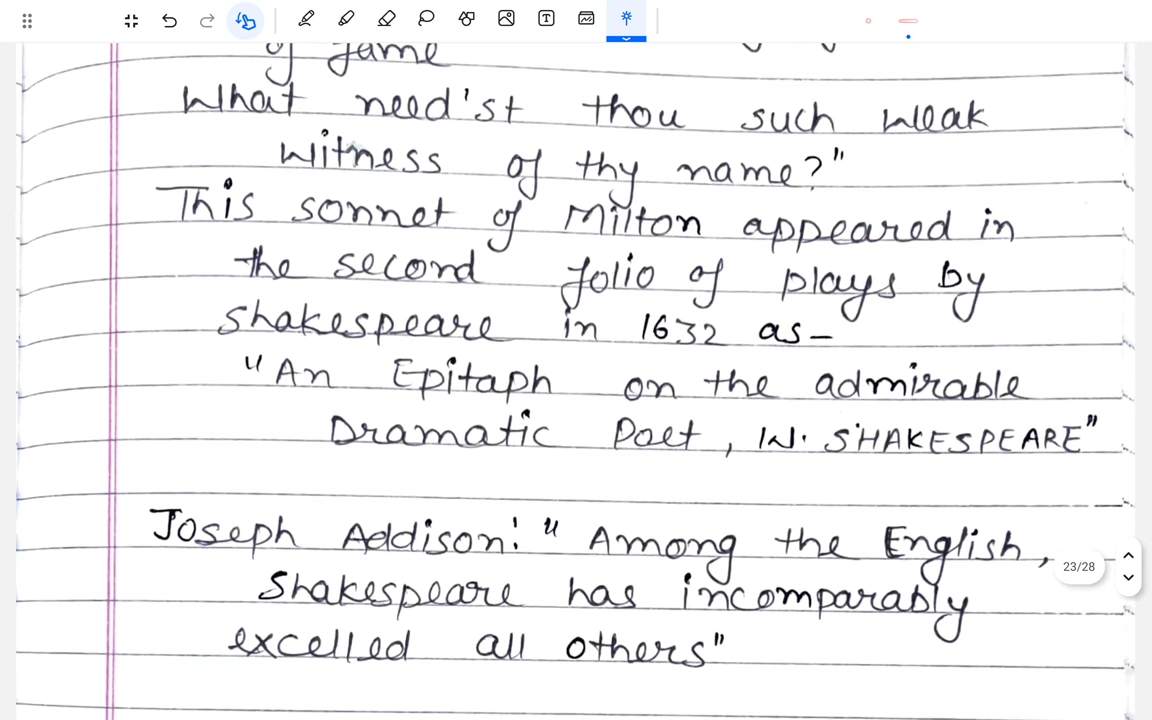 of fame
What need'st thou such weak
witness of thy name?"
This sonnet of Milton appeared in
the second folio of plays by
Shakespeare in 1632 as–
"An Epitaph on the admirable
Dramatic Poet, W. SHAKESPEARE"
Joseph Addison: "Among the English,
Shakespeare has incomparably
excelled all others"
23/28